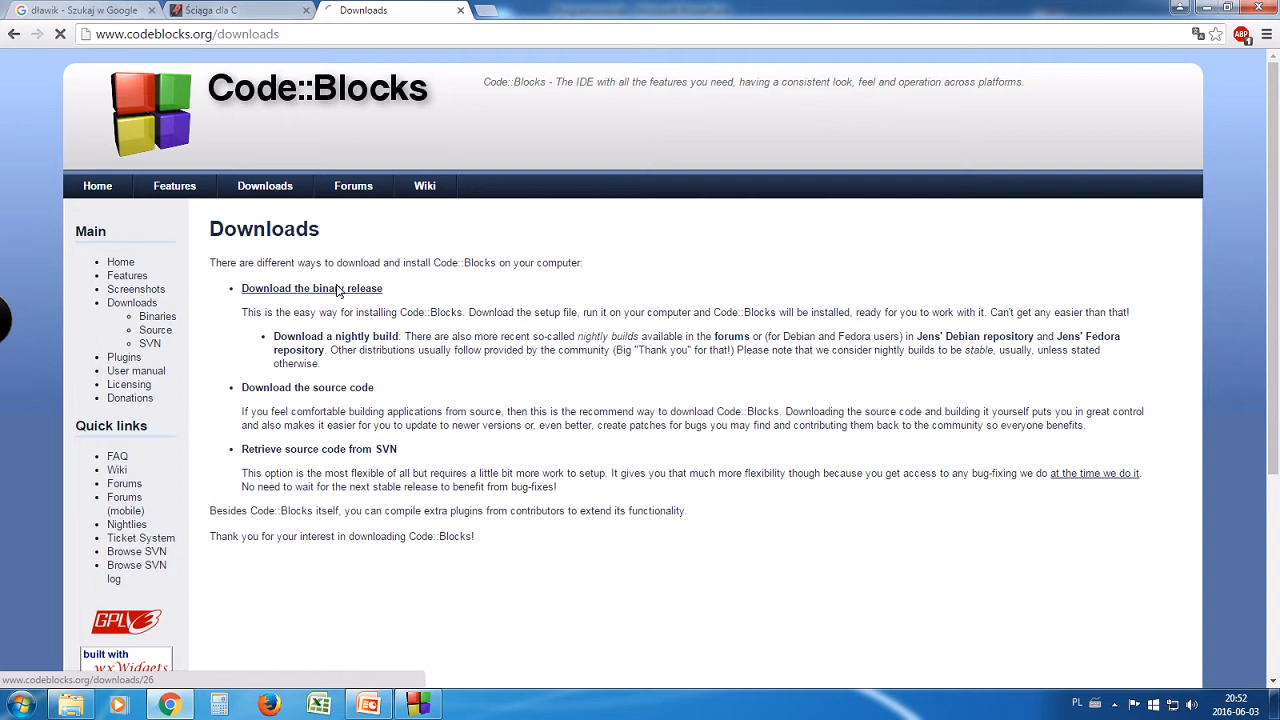 dławik - Szukaj w Google
Ściąga dla C
Downloads
www.codeblocks.org/downloads
ABP
1
Code::Blocks
Code::Blocks - The IDE with all the features you need, having a consistent look, feel and operation across platforms.
Home
Features
Downloads
Forums
Wiki
Main
Home
Features
Screenshots
Downloads
Binaries
Source
SVN
Plugins
User manual
Licensing
Donations
Quick links
FAQ
Wiki
Forums
Forums
(mobile)
Nightlies
Ticket System
Browse SVN
Browse SVN
log
GPLv3
built with
wxWidgets
Downloads
There are different ways to download and install Code::Blocks on your computer:
Download the binary release
This is the easy way for installing Code::Blocks. Download the setup file, run it on your computer and Code::Blocks will be installed, ready for you to work with it. Can't get any easier than that!
Download a nightly build: There are also more recent so-called nightly builds available in the forums or (for Debian and Fedora users) in Jens' Debian repository and Jens' Fedora
repository. Other distributions usually follow provided by the community (Big "Thank you" for that!) Please note that we consider nightly builds to be stable, usually, unless stated
otherwise.
Download the source code
If you feel comfortable building applications from source, then this is the recommend way to download Code::Blocks. Downloading the source code and building it yourself puts you in great control
and also makes it easier for you to update to newer versions or, even better, create patches for bugs you may find and contributing them back to the community so everyone benefits.
Retrieve source code from SVN
This option is the most flexible of all but requires a little bit more work to setup. It gives you that much more flexibility though because you get access to any bug-fixing we do at the time we do it.
No need to wait for the next stable release to benefit from bug-fixes!
Besides Code::Blocks itself, you can compile extra plugins from contributors to extend its functionality.
Thank you for your interest in downloading Code::Blocks!
www.codeblocks.org/downloads/26
PL
20:52
2016-06-03